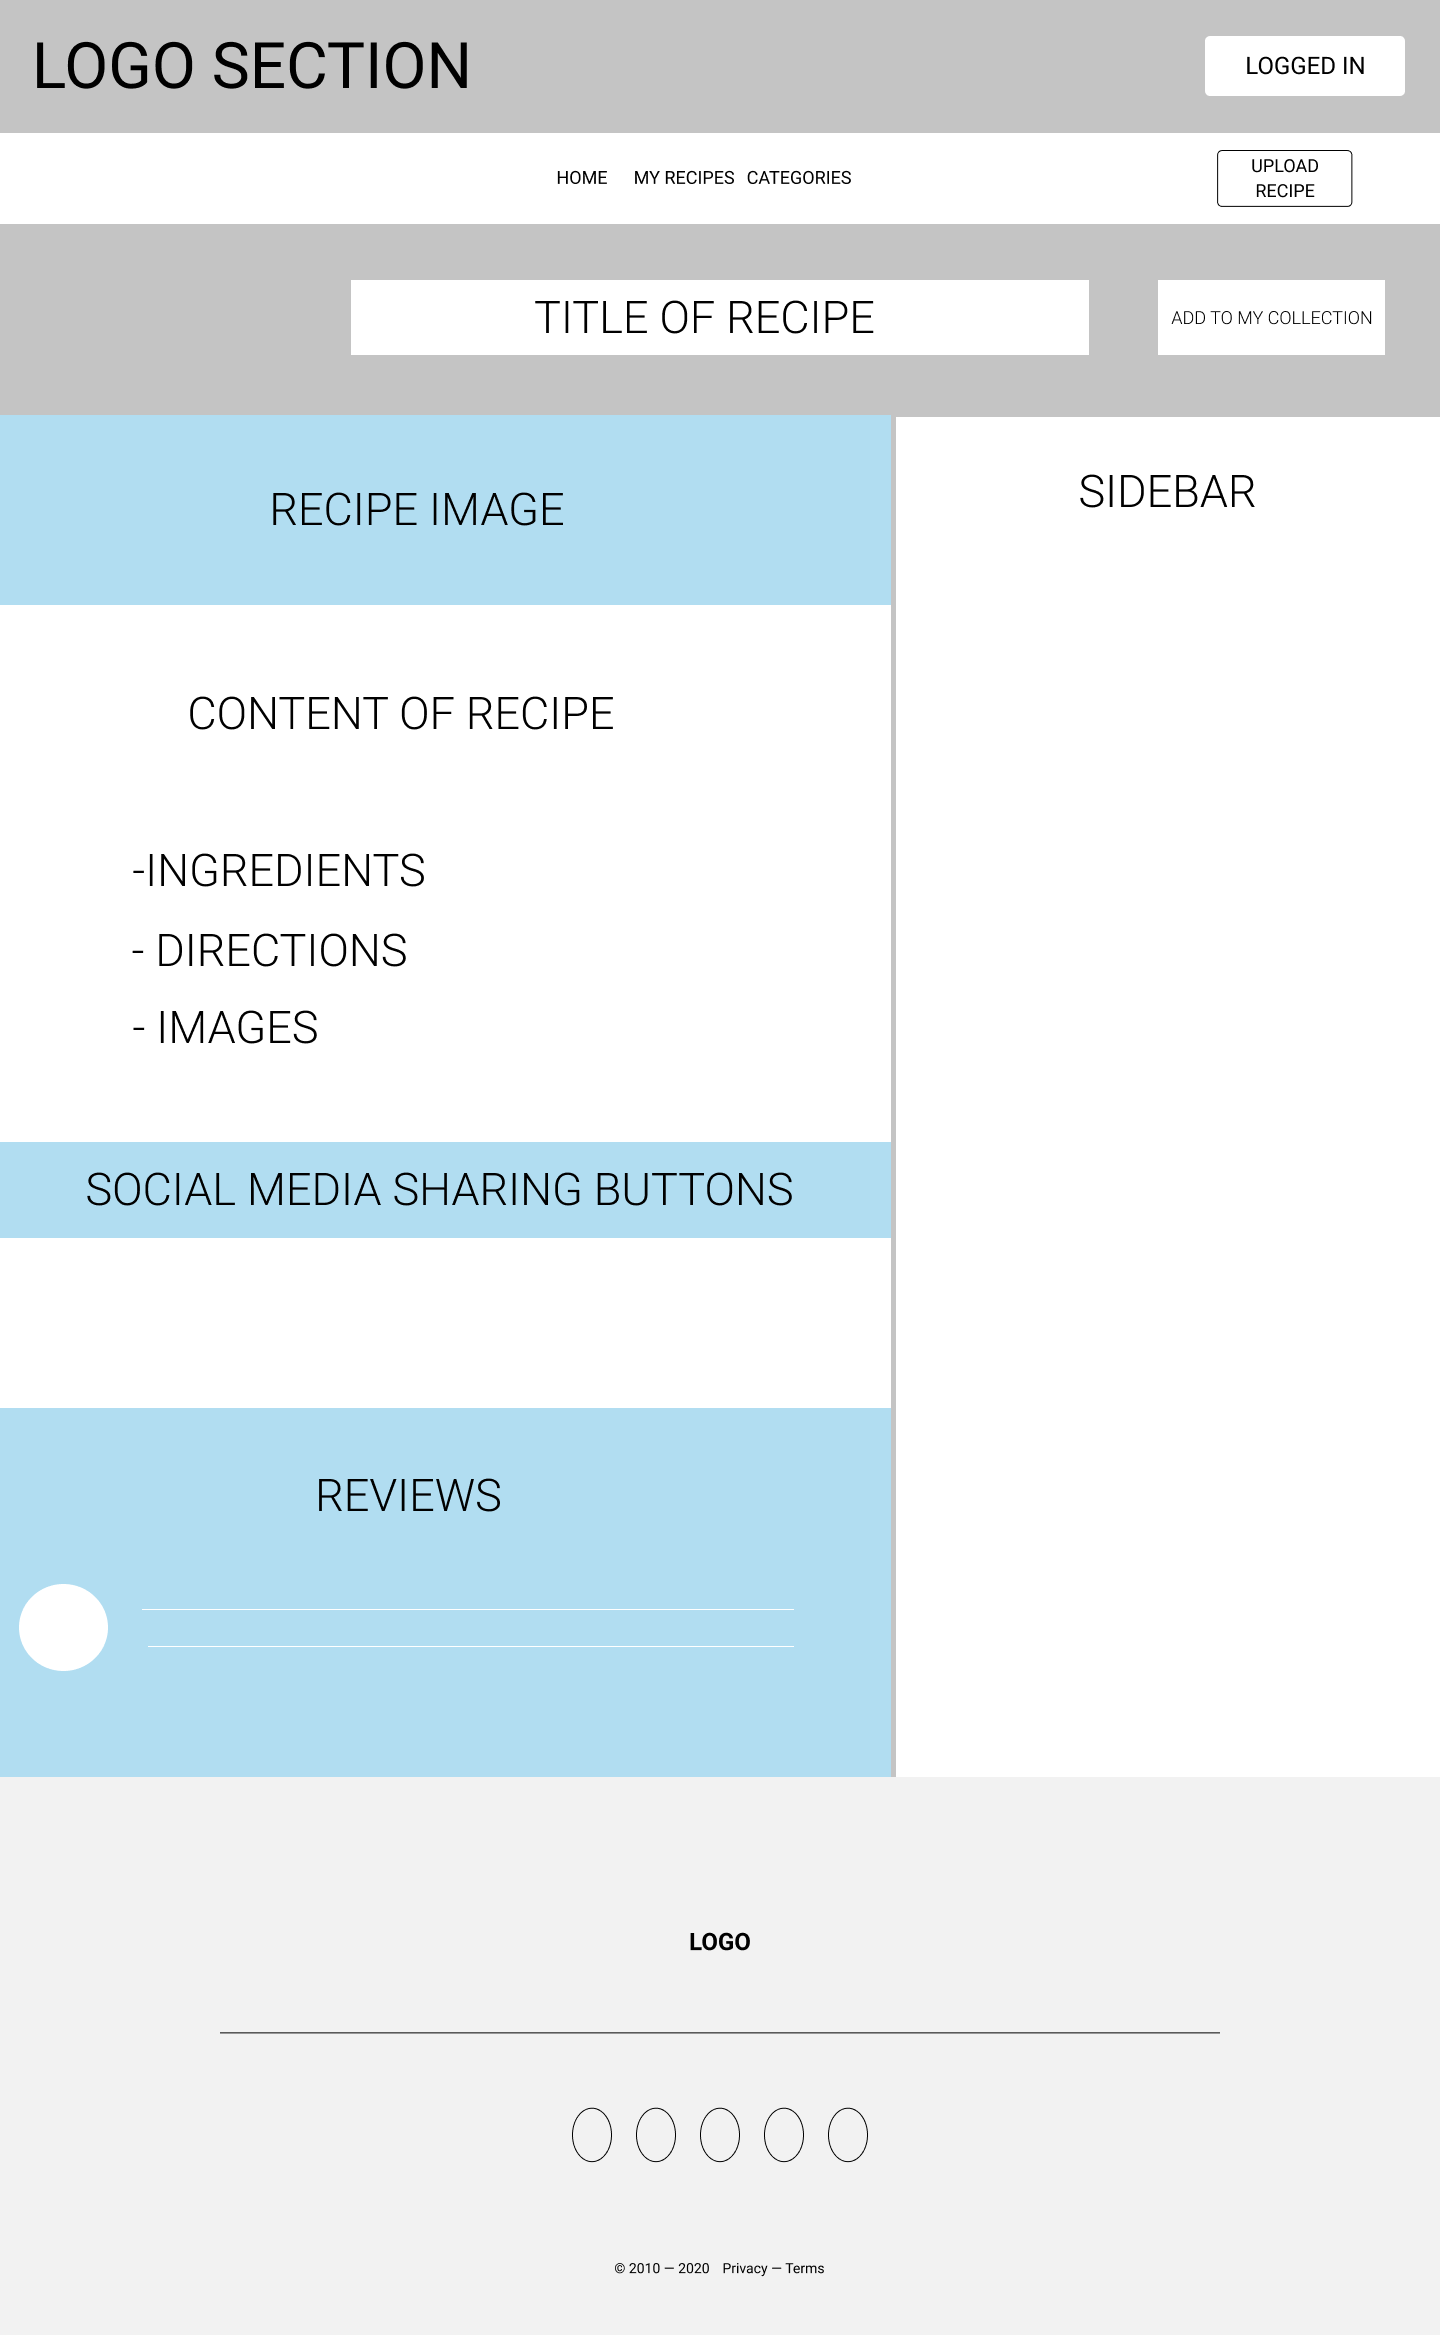 LOGO SECTION
LOGGED IN
HOME MY RECIPES CATEGORIES
UPLOAD
RECIPE
TITLE OF RECIPE
ADD TO MY COLLECTION
RECIPE IMAGE
SIDEBAR
CONTENT OF RECIPE
-INGREDIENTS
- DIRECTIONS
- IMAGES
SOCIAL MEDIA SHARING BUTTONS
REVIEWS
LOGO
© 2010 — 2020 Privacy — Terms